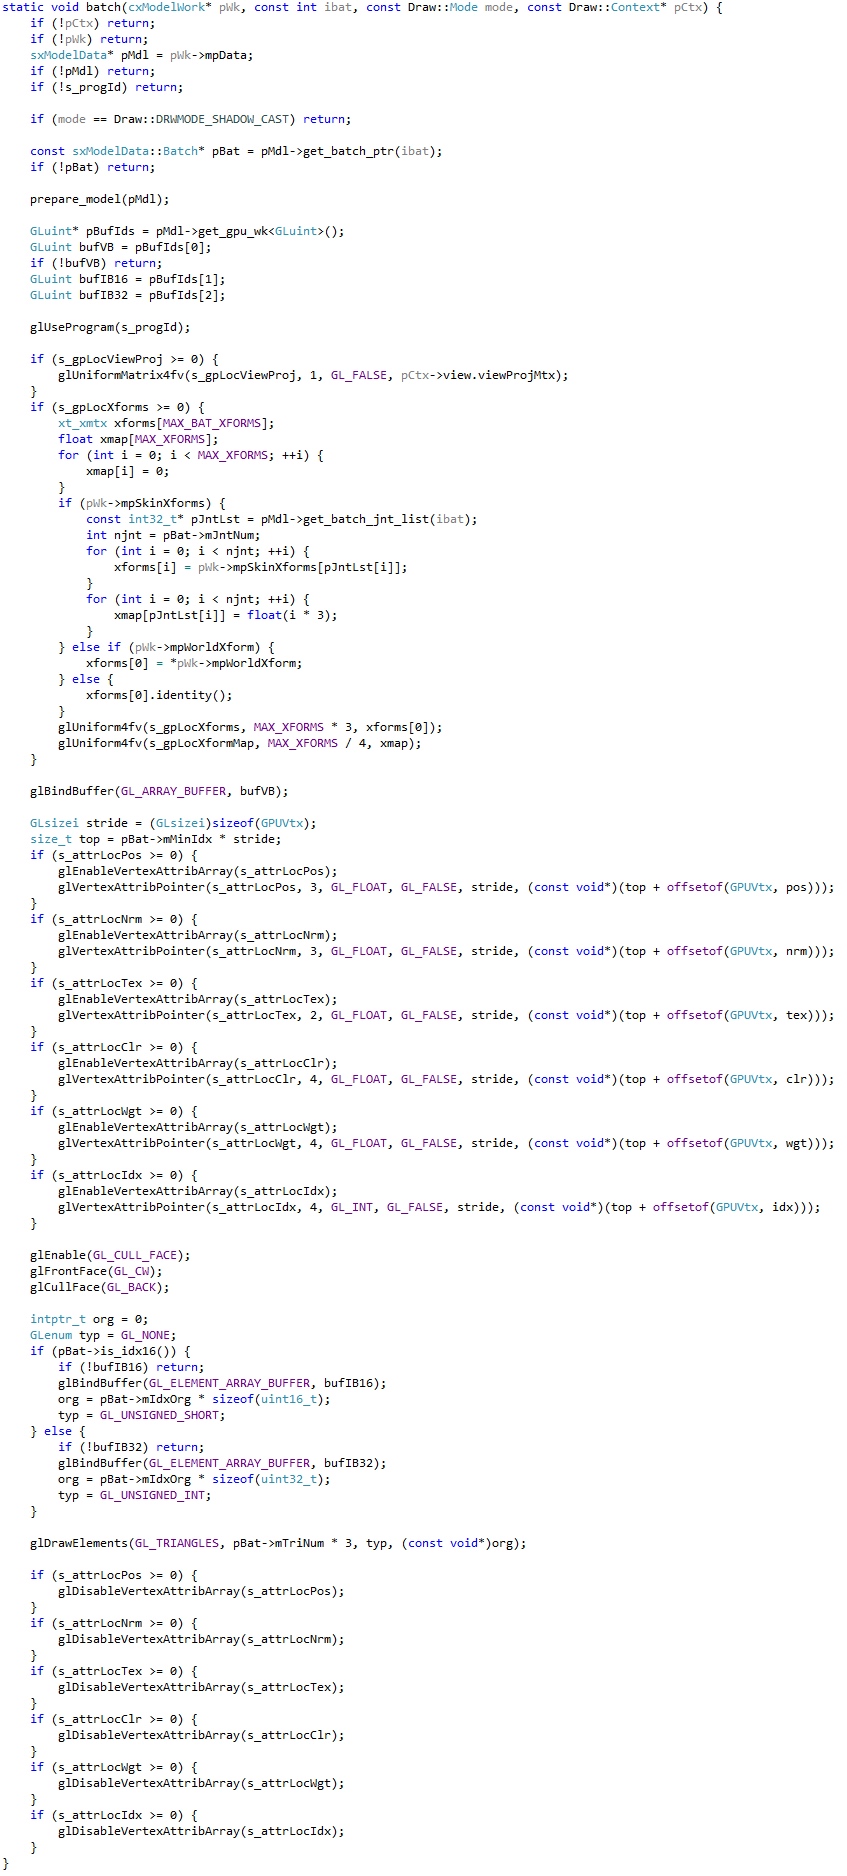 static void batch(cxModelWork* pWk, const int ibat, const Draw::Mode mode, const Draw::Context* pCtx) {
    if (!pCtx) return;
    if (!pWk) return;
    sxModelData* pMdl = pWk->mpData;
    if (!pMdl) return;
    if (!s_progId) return;

    if (mode == Draw::DRWMODE_SHADOW_CAST) return;

    const sxModelData::Batch* pBat = pMdl->get_batch_ptr(ibat);
    if (!pBat) return;

    prepare_model(pMdl);

    GLuint* pBufIds = pMdl->get_gpu_wk<GLuint>();
    GLuint bufVB = pBufIds[0];
    if (!bufVB) return;
    GLuint bufIB16 = pBufIds[1];
    GLuint bufIB32 = pBufIds[2];

    glUseProgram(s_progId);

    if (s_gpLocViewProj >= 0) {
        glUniformMatrix4fv(s_gpLocViewProj, 1, GL_FALSE, pCtx->view.viewProjMtx);
    }
    if (s_gpLocXforms >= 0) {
        xt_xmtx xforms[MAX_BAT_XFORMS];
        float xmap[MAX_XFORMS];
        for (int i = 0; i < MAX_XFORMS; ++i) {
            xmap[i] = 0;
        }
        if (pWk->mpSkinXforms) {
            const int32_t* pJntLst = pMdl->get_batch_jnt_list(ibat);
            int njnt = pBat->mJntNum;
            for (int i = 0; i < njnt; ++i) {
                xforms[i] = pWk->mpSkinXforms[pJntLst[i]];
            }
            for (int i = 0; i < njnt; ++i) {
                xmap[pJntLst[i]] = float(i * 3);
            }
        } else if (pWk->mpWorldXform) {
            xforms[0] = *pWk->mpWorldXform;
        } else {
            xforms[0].identity();
        }
        glUniform4fv(s_gpLocXforms, MAX_XFORMS * 3, xforms[0]);
        glUniform4fv(s_gpLocXformMap, MAX_XFORMS / 4, xmap);
    }

    glBindBuffer(GL_ARRAY_BUFFER, bufVB);

    GLsizei stride = (GLsizei)sizeof(GPUVtx);
    size_t top = pBat->mMinIdx * stride;
    if (s_attrLocPos >= 0) {
        glEnableVertexAttribArray(s_attrLocPos);
        glVertexAttribPointer(s_attrLocPos, 3, GL_FLOAT, GL_FALSE, stride, (const void*)(top + offsetof(GPUVtx, pos)));
    }
    if (s_attrLocNrm >= 0) {
        glEnableVertexAttribArray(s_attrLocNrm);
        glVertexAttribPointer(s_attrLocNrm, 3, GL_FLOAT, GL_FALSE, stride, (const void*)(top + offsetof(GPUVtx, nrm)));
    }
    if (s_attrLocTex >= 0) {
        glEnableVertexAttribArray(s_attrLocTex);
        glVertexAttribPointer(s_attrLocTex, 2, GL_FLOAT, GL_FALSE, stride, (const void*)(top + offsetof(GPUVtx, tex)));
    }
    if (s_attrLocClr >= 0) {
        glEnableVertexAttribArray(s_attrLocClr);
        glVertexAttribPointer(s_attrLocClr, 4, GL_FLOAT, GL_FALSE, stride, (const void*)(top + offsetof(GPUVtx, clr)));
    }
    if (s_attrLocWgt >= 0) {
        glEnableVertexAttribArray(s_attrLocWgt);
        glVertexAttribPointer(s_attrLocWgt, 4, GL_FLOAT, GL_FALSE, stride, (const void*)(top + offsetof(GPUVtx, wgt)));
    }
    if (s_attrLocIdx >= 0) {
        glEnableVertexAttribArray(s_attrLocIdx);
        glVertexAttribPointer(s_attrLocIdx, 4, GL_INT, GL_FALSE, stride, (const void*)(top + offsetof(GPUVtx, idx)));
    }

    glEnable(GL_CULL_FACE);
    glFrontFace(GL_CW);
    glCullFace(GL_BACK);

    intptr_t org = 0;
    GLenum typ = GL_NONE;
    if (pBat->is_idx16()) {
        if (!bufIB16) return;
        glBindBuffer(GL_ELEMENT_ARRAY_BUFFER, bufIB16);
        org = pBat->mIdxOrg * sizeof(uint16_t);
        typ = GL_UNSIGNED_SHORT;
    } else {
        if (!bufIB32) return;
        glBindBuffer(GL_ELEMENT_ARRAY_BUFFER, bufIB32);
        org = pBat->mIdxOrg * sizeof(uint32_t);
        typ = GL_UNSIGNED_INT;
    }

    glDrawElements(GL_TRIANGLES, pBat->mTriNum * 3, typ, (const void*)org);

    if (s_attrLocPos >= 0) {
        glDisableVertexAttribArray(s_attrLocPos);
    }
    if (s_attrLocNrm >= 0) {
        glDisableVertexAttribArray(s_attrLocNrm);
    }
    if (s_attrLocTex >= 0) {
        glDisableVertexAttribArray(s_attrLocTex);
    }
    if (s_attrLocClr >= 0) {
        glDisableVertexAttribArray(s_attrLocClr);
    }
    if (s_attrLocWgt >= 0) {
        glDisableVertexAttribArray(s_attrLocWgt);
    }
    if (s_attrLocIdx >= 0) {
        glDisableVertexAttribArray(s_attrLocIdx);
    }
}